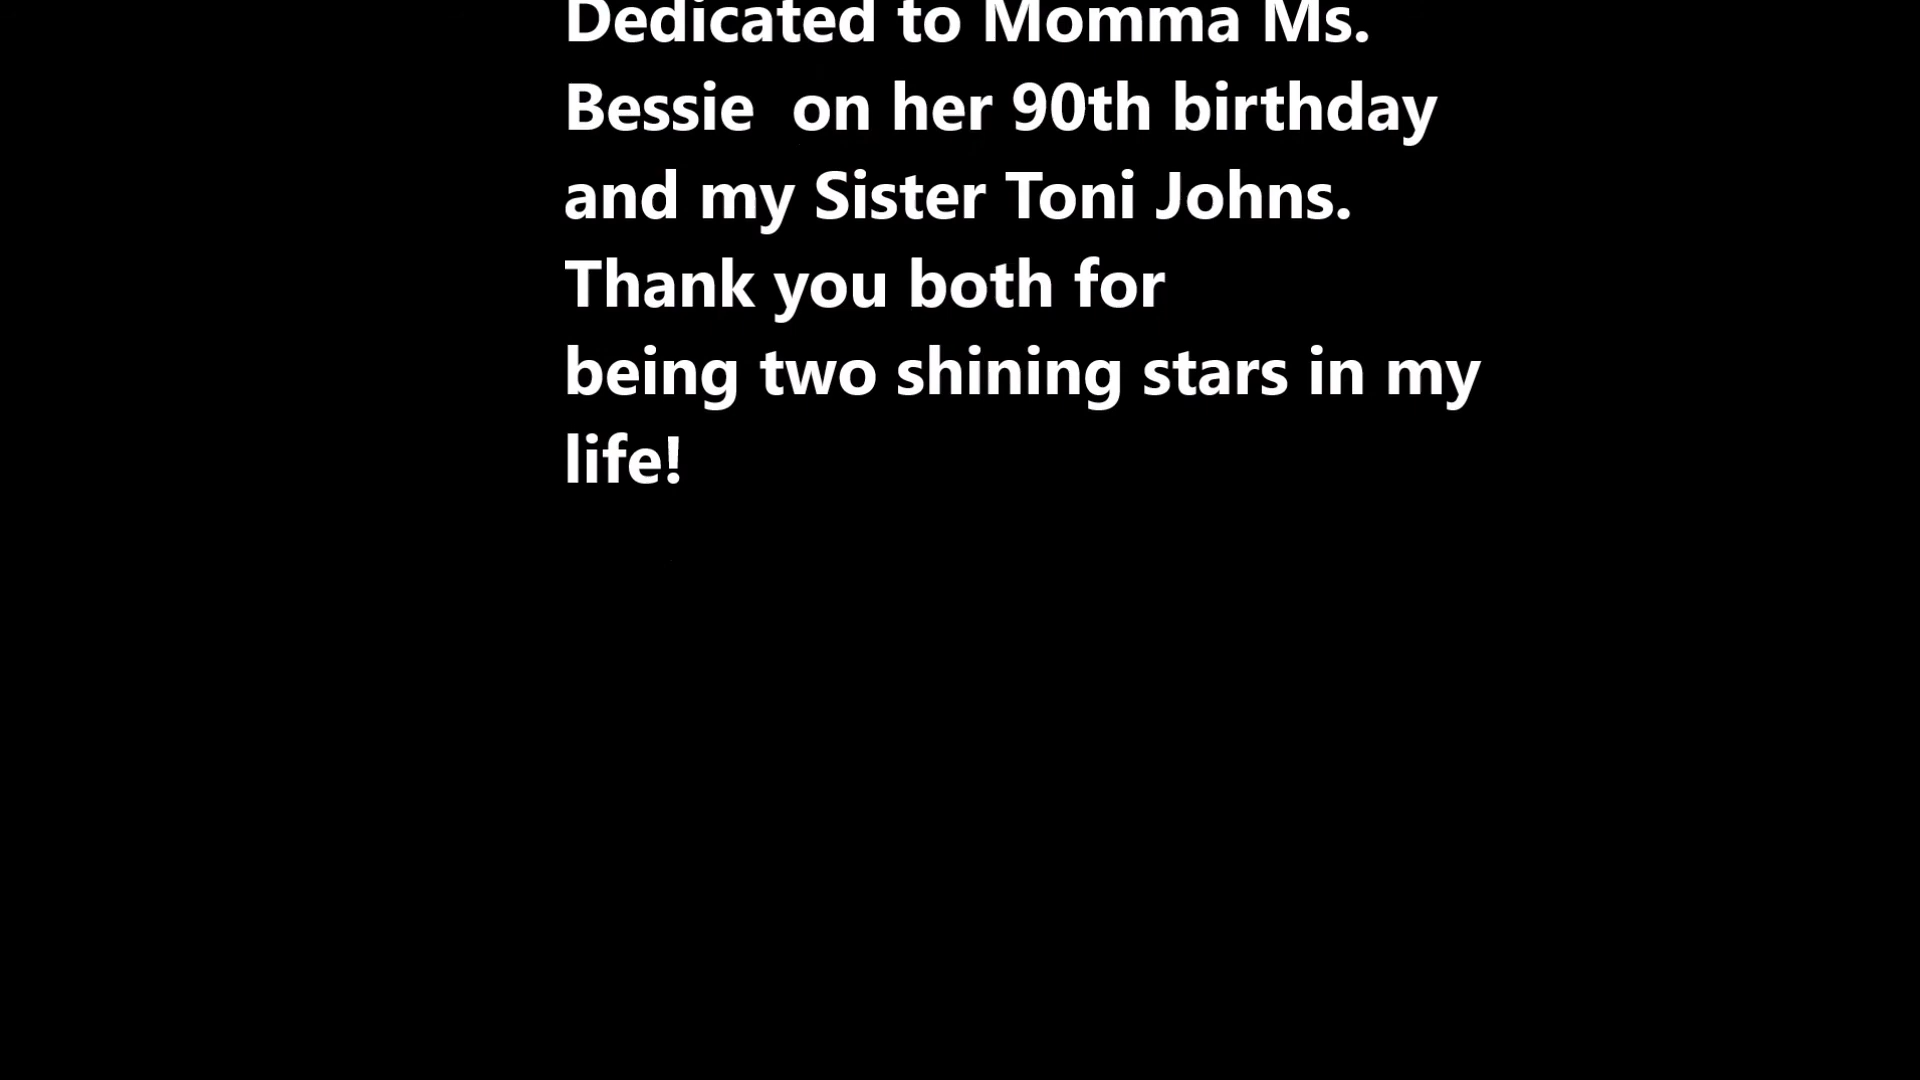 Dedicated to Momma Ms.
Bessie  on her 90th birthday
and my Sister Toni Johns.
Thank you both for
being two shining stars in my
life!